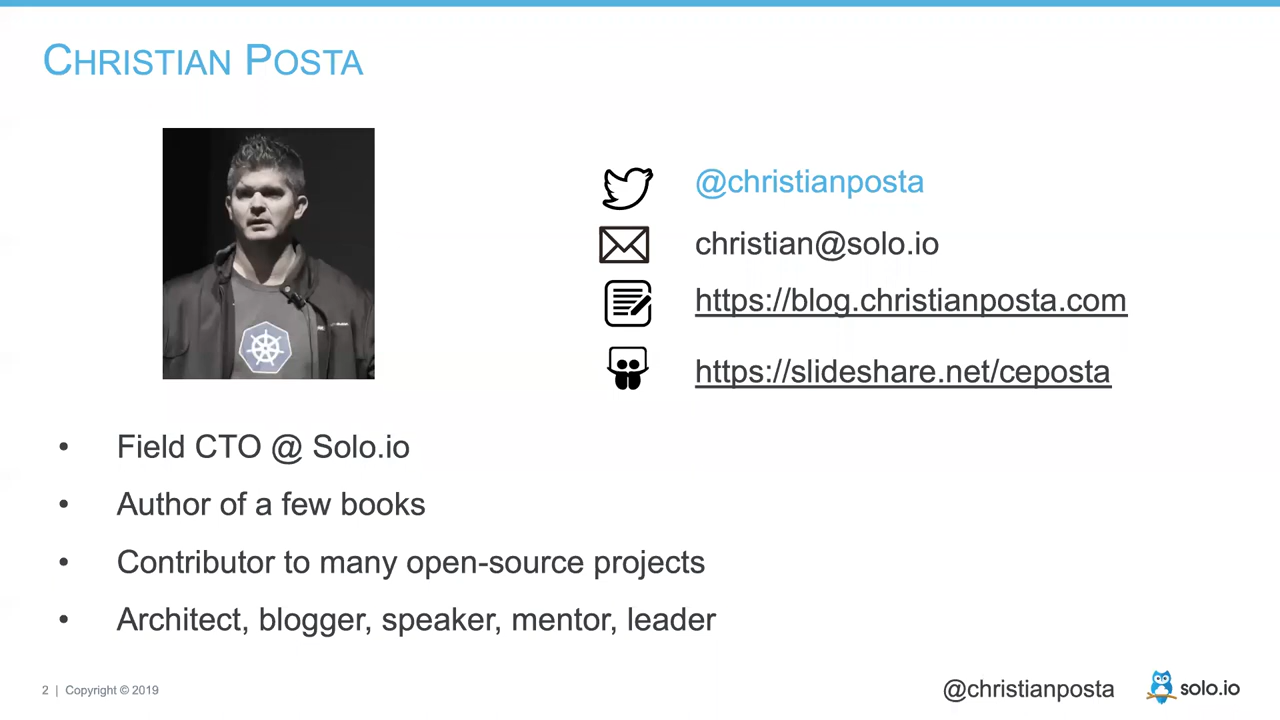 CHRISTIAN POSTA
@christianposta
christian@solo.io
https://blog.christianposta.com
https://slideshare.net/ceposta
• Field CTO @ Solo.io
• Author of a few books
• Contributor to many open-source projects
• Architect, blogger, speaker, mentor, leader
2 | Copyright © 2019
@christianposta
solo.io